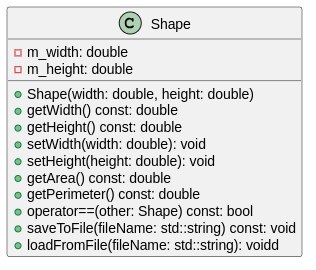 C Shape
m_width: double
m_height: double
Shape(width: double, height: double)
getWidth() const: double
getHeight() const: double
setWidth(width: double): void
setHeight(height: double): void
getArea() const: double
getPerimeter() const: double
operator==(other: Shape) const: bool
saveToFile(fileName: std::string) const: void
loadFromFile(fileName: std::string): voidd